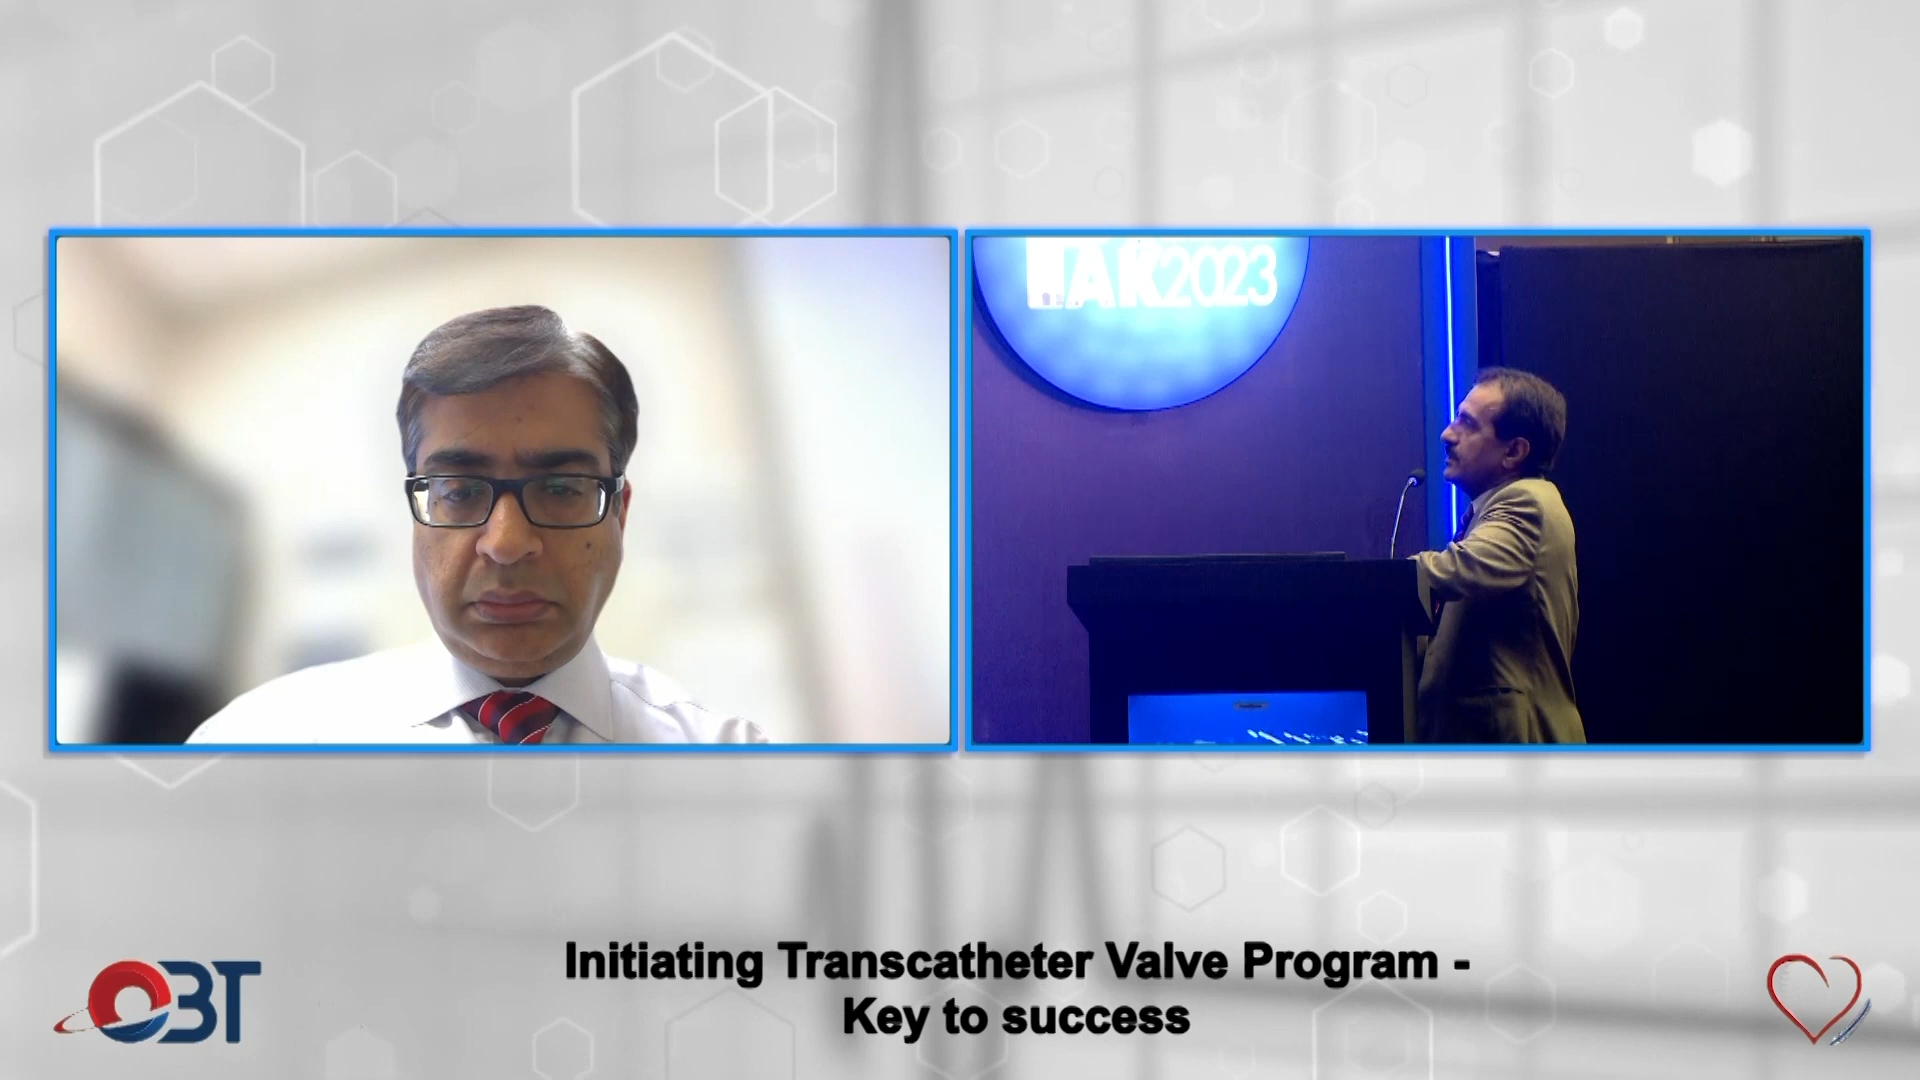 AK2023
OBT
Initiating Transcatheter Valve Program -
Key to success